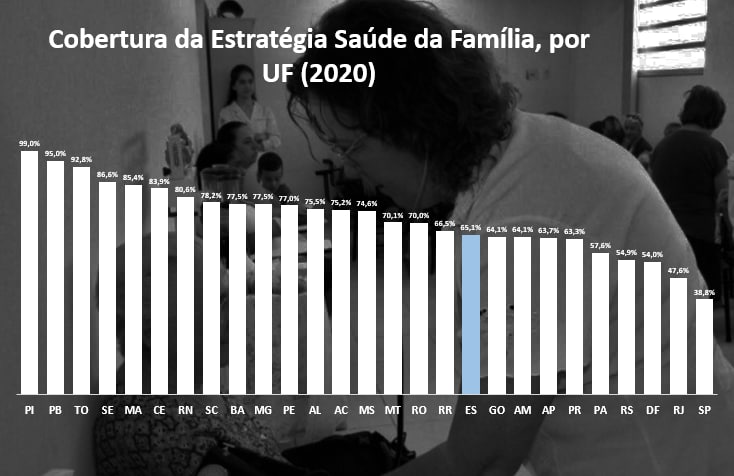 Cobertura da Estratégia Saúde da Família, por
UF (2020)
99,0% 95,0% 92,8% 86,6% 85,4% 83,9% 80,6% 78,2% 77,5% 77,5% 77,0% 75,5% 75,2% 74,6% 70,1% 70,0% 66,5% 65,1% 64,1% 64,1% 63,7% 63,3% 57,6% 54,9% 54,0% 47,6% 38,8%
PI PB TO SE MA CE RN SC BA MG PE AL AC MS MT RO RR ES GO AM AP PR PA RS DF RJ SP